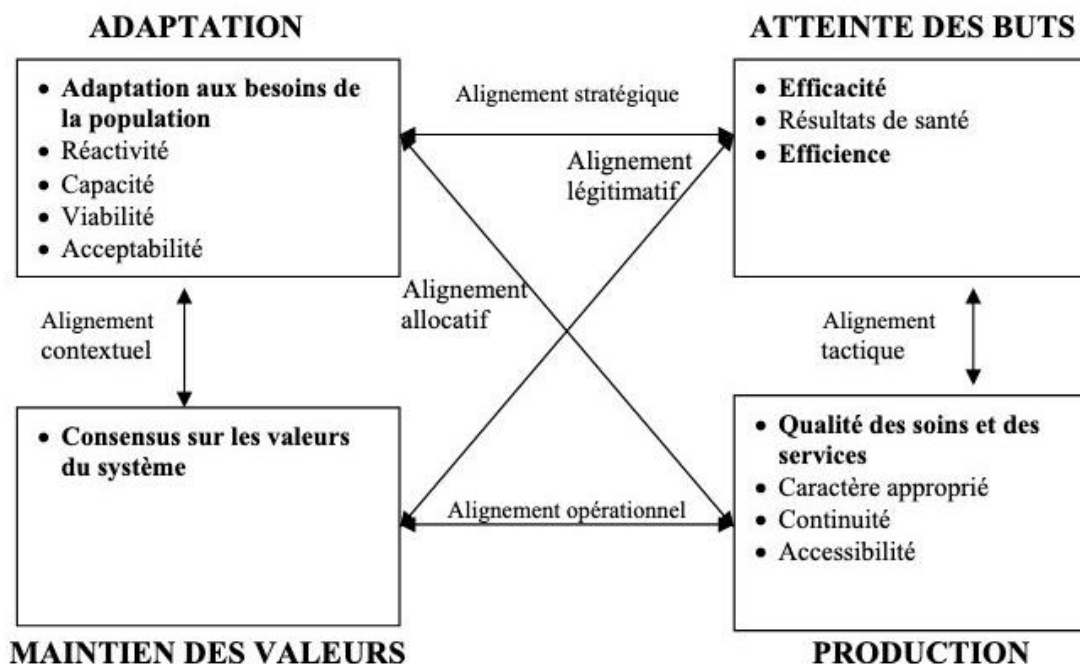 ADAPTATION
• Adaptation aux besoins de
la population
• Réactivité
• Capacité
• Viabilité
• Acceptabilité
Alignement stratégique
Alignement
légitimatif
ATTEINTE DES BUTS
• Efficacité
• Résultats de santé
• Efficience
Alignement
contextuel
Alignement
allocatif
Alignement
tactique
• Consensus sur les valeurs
du système
MAINTIEN DES VALEURS
Alignement opérationnel
• Qualité des soins et des
services
• Caractère approprié
• Continuité
• Accessibilité
PRODUCTION